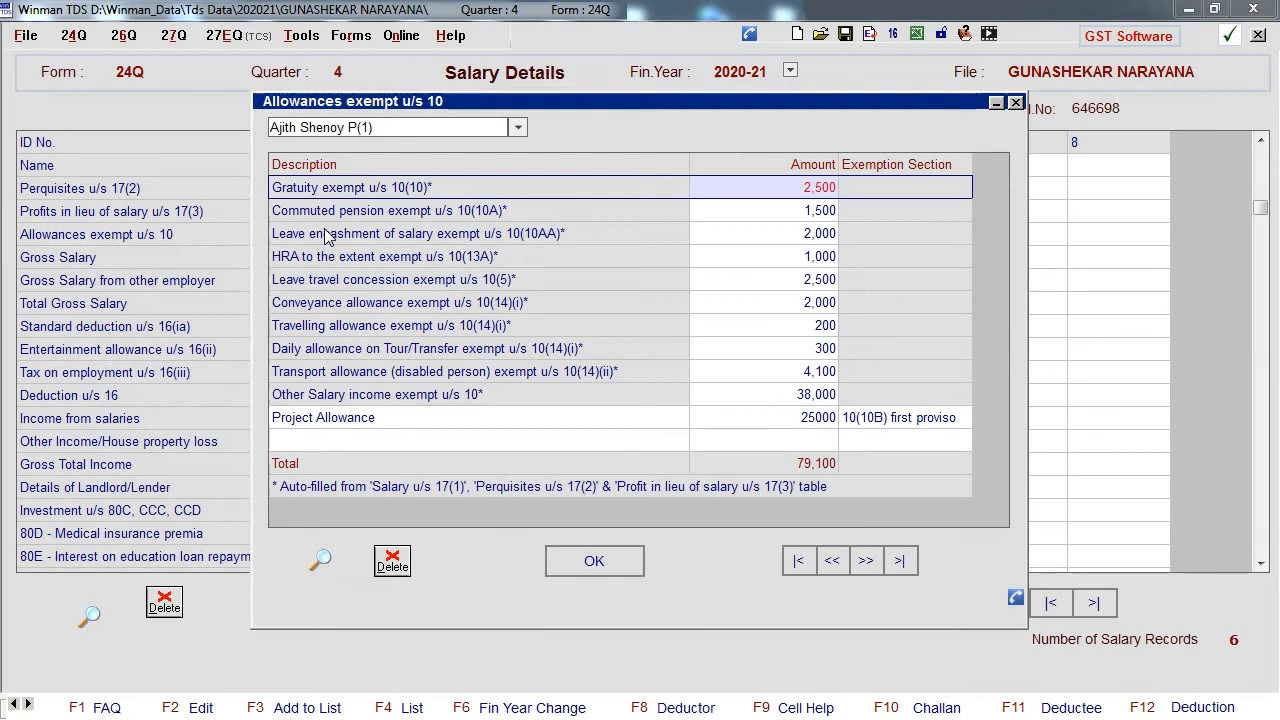 Winman TDS D:\Winman_Data\Tds Data\202021\GUNASHEKAR NARAYANA\ Quarter : 4 Form : 24Q
File 24Q 26Q 27Q 27EQ (TCS) Tools Forms Online Help 16 GST Software
Form : 24Q Quarter : 4 Salary Details Fin.Year : 2020-21 File : GUNASHEKAR NARAYANA
Allowances exempt u/s 10
l.No: 646698
Ajith Shenoy P(1)
ID No. 8
Name
Perquisites u/s 17(2)
Profits in lieu of salary u/s 17(3)
Allowances exempt u/s 10
Gross Salary
Gross Salary from other employer
Total Gross Salary
Standard deduction u/s 16(ia)
Entertainment allowance u/s 16(ii)
Tax on employment u/s 16(iii)
Deduction u/s 16
Income from salaries
Other Income/House property loss
Gross Total Income
Details of Landlord/Lender
Investment u/s 80C, CCC, CCD
80D - Medical insurance premia
80E - Interest on education loan repaym
Description Amount Exemption Section
Gratuity exempt u/s 10(10)* 2,500
Commuted pension exempt u/s 10(10A)* 1,500
Leave encashment of salary exempt u/s 10(10AA)* 2,000
HRA to the extent exempt u/s 10(13A)* 1,000
Leave travel concession exempt u/s 10(5)* 2,500
Conveyance allowance exempt u/s 10(14)(i)* 2,000
Travelling allowance exempt u/s 10(14)(i)* 200
Daily allowance on Tour/Transfer exempt u/s 10(14)(i)* 300
Transport allowance (disabled person) exempt u/s 10(14)(ii)* 4,100
Other Salary income exempt u/s 10* 38,000
Project Allowance 25000 10(10B) first proviso
Total 79,100
* Auto-filled from 'Salary u/s 17(1)', 'Perquisites u/s 17(2)' & 'Profit in lieu of salary u/s 17(3)' table
Delete OK |< << >> >|
Delete |< >|
Number of Salary Records 6
F1 FAQ F2 Edit F3 Add to List F4 List F6 Fin Year Change F8 Deductor F9 Cell Help F10 Challan F11 Deductee F12 Deduction